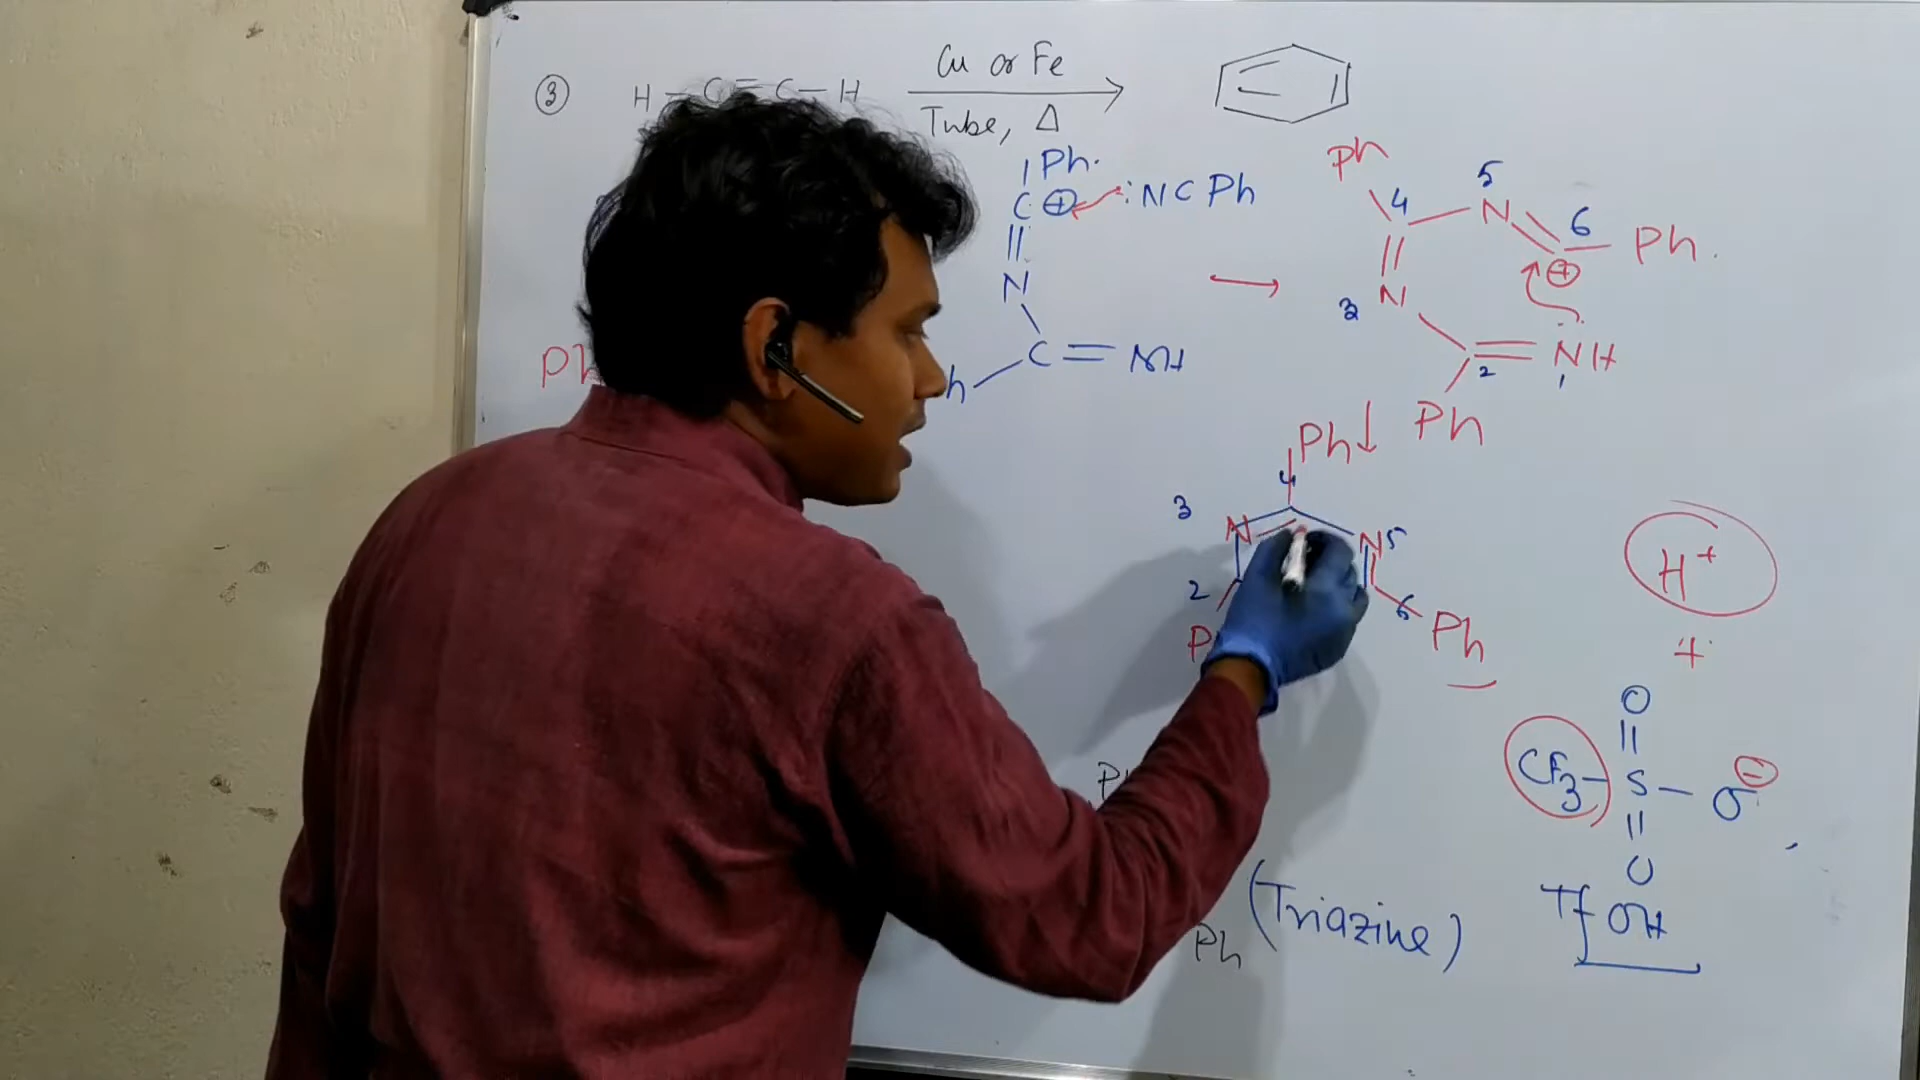 ③ H – C ≡ C – H Cu or Fe
Tube, Δ
Ph. C ⊕ :NCPh
N
C = NH
Ph
Ph 4 N 5 6 Ph.
⊕
N 3
2 NH 1
Ph
Ph ↓
4
3 N N 5
2 6 Ph
H+
+
O
CF3 – S – O ⊖
O
TfOH
(Triazine)
Ph